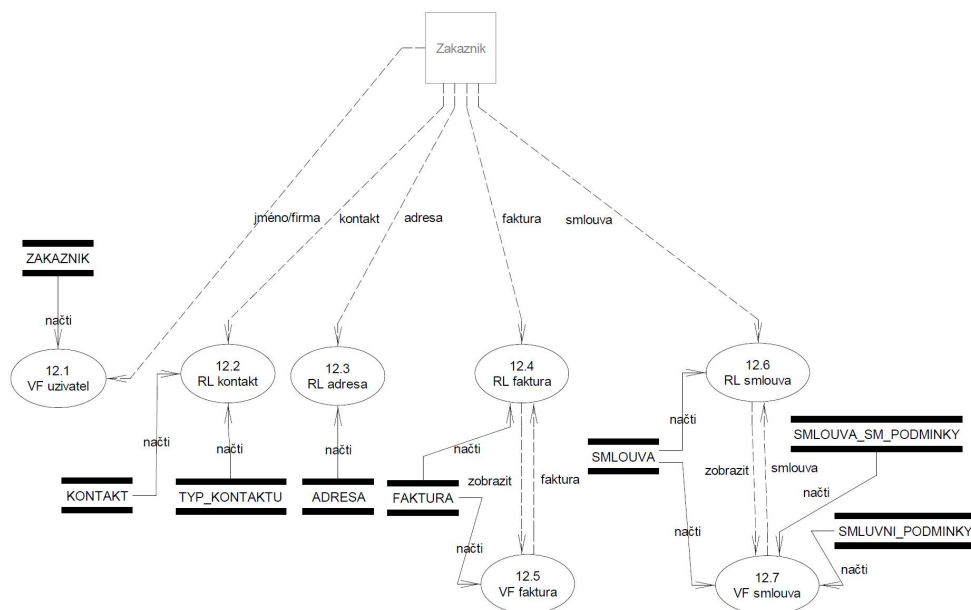 Zakaznik
jméno/firma
kontakt
adresa
faktura
smlouva
ZAKAZNIK
načti
12.1
VF uzivatel
12.2
RL kontakt
12.3
RL adresa
12.4
RL faktura
12.6
RL smlouva
načti
načti
načti
načti
načti
KONTAKT
TYP_KONTAKTU
ADRESA
FAKTURA
zobrazit
faktura
SMLOUVA
zobrazit
smlouva
SMLOUVA_SM_PODMINKY
načti
SMLUVNI_PODMINKY
načti
načti
načti
12.5
VF faktura
12.7
VF smlouva